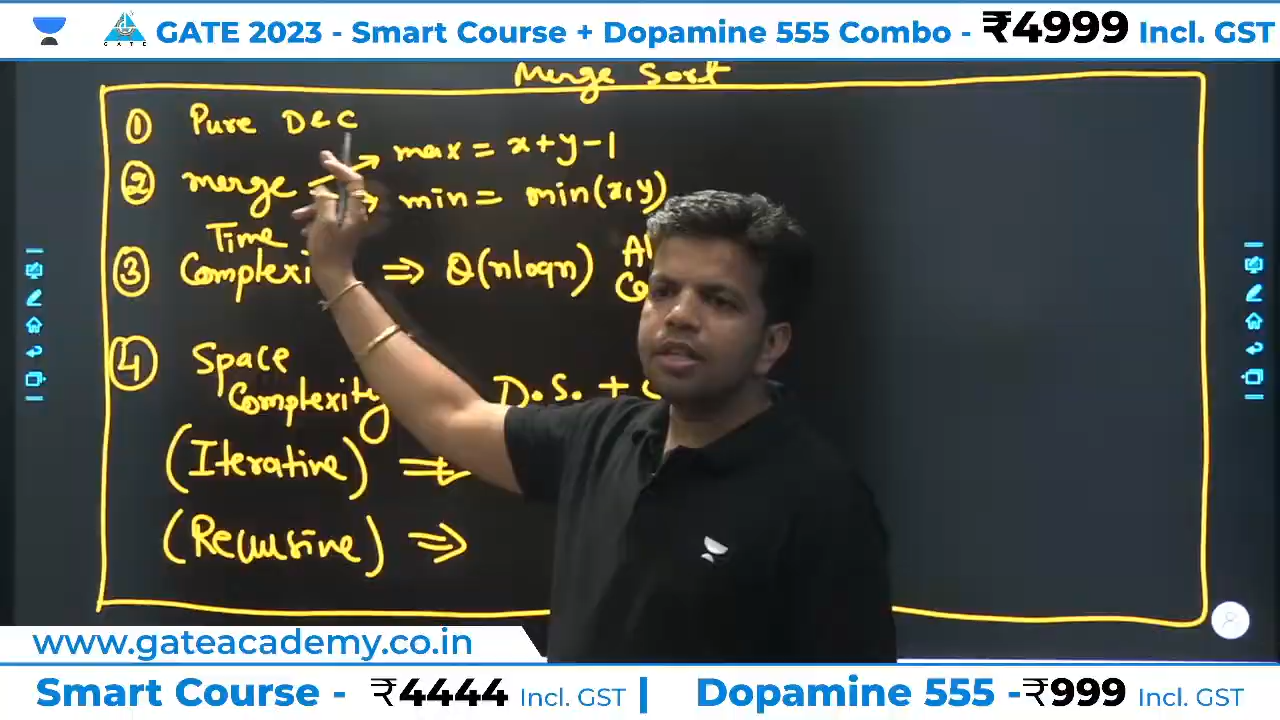 GATE 2023 - Smart Course + Dopamine 555 Combo - ₹4999 Incl. GST
GATE
Merge Sort
① Pure D&C
② merge → max = x+y-1
→ min = min(x,y)
③ Time Complexi ⇒ θ(nlogn)
④ Space Complexity D.S. +
(Iterative) ⇒
(Recursive) ⇒
www.gateacademy.co.in
Smart Course - ₹4444 Incl. GST | Dopamine 555 -₹999 Incl. GST